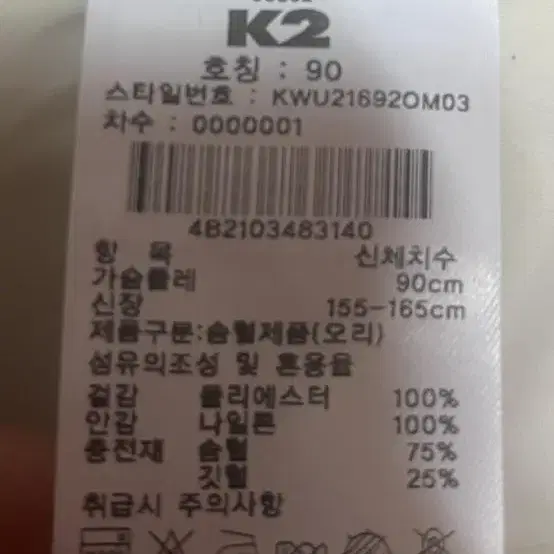 K2
호칭 : 90
스타일번호 : KWU21692OM03
차수 : 0000001
4B2103483140
항 목 신체치수
가슴둘레 90cm
신장 155-165cm
제품구분:솜털제품(오리)
섬유의조성 및 혼용율
겉감 폴리에스터 100%
안감 나일론 100%
충전재 솜털 75%
깃털 25%
취급시 주의사항